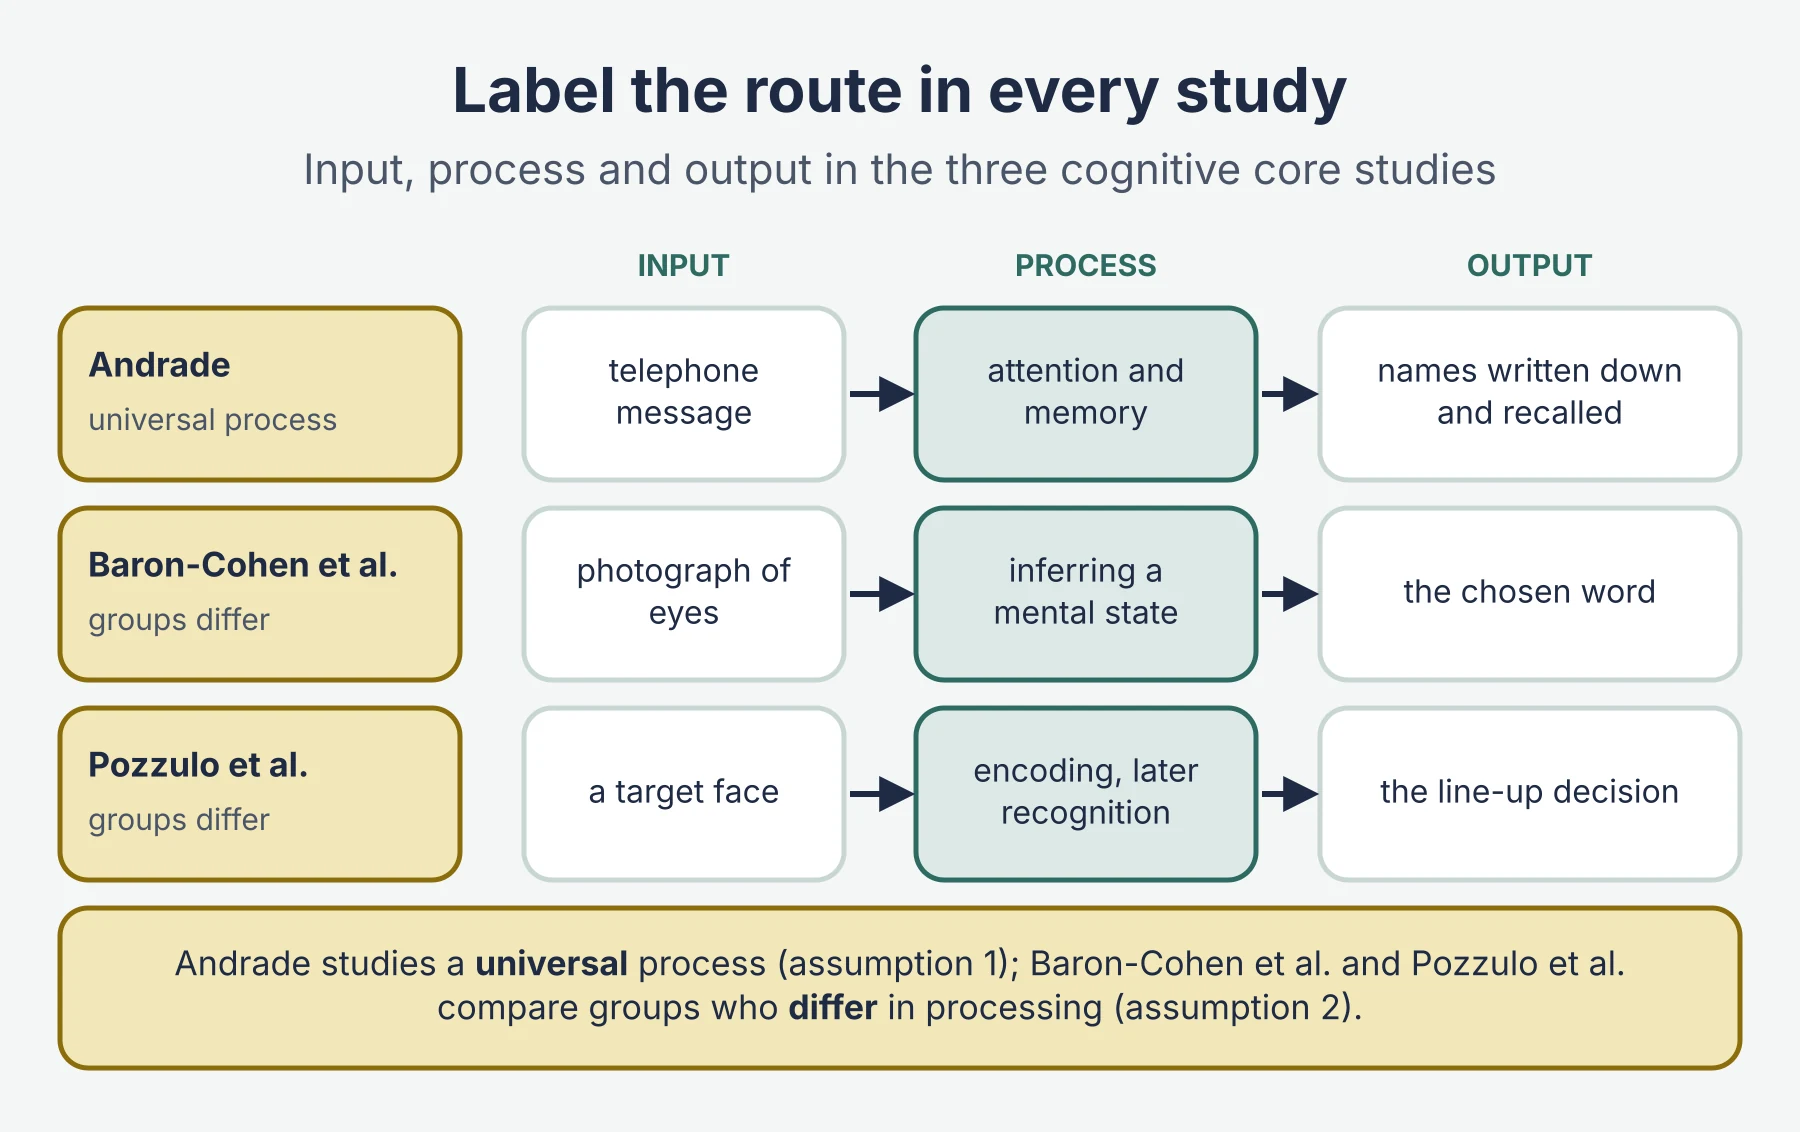 Label the route in every study
Input, process and output in the three cognitive core studies
INPUT
PROCESS
OUTPUT
Andrade
universal process
telephone
message
attention and
memory
names written down
and recalled
Baron-Cohen et al.
groups differ
photograph of
eyes
inferring a
mental state
the chosen word
Pozzulo et al.
groups differ
a target face
encoding, later
recognition
the line-up decision
Andrade studies a universal process (assumption 1); Baron-Cohen et al. and Pozzulo et al.
compare groups who differ in processing (assumption 2).